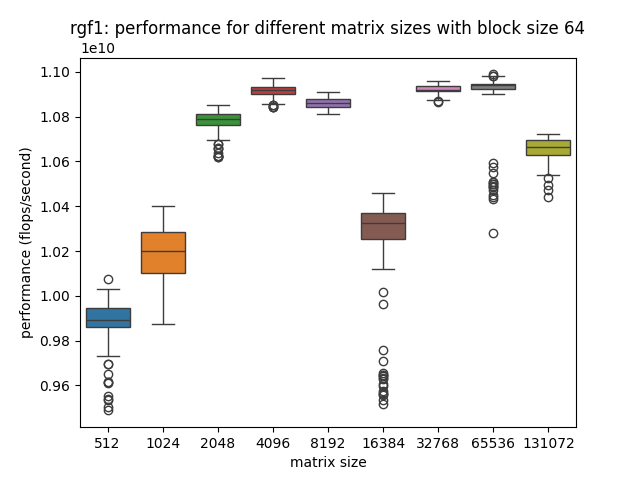 rgf1: performance for different matrix sizes with block size 64
1e10
1.10
1.08
1.06
1.04
1.02
1.00
0.98
0.96
performance (flops/second)
512 1024 2048 4096 8192 16384 32768 65536 131072
matrix size